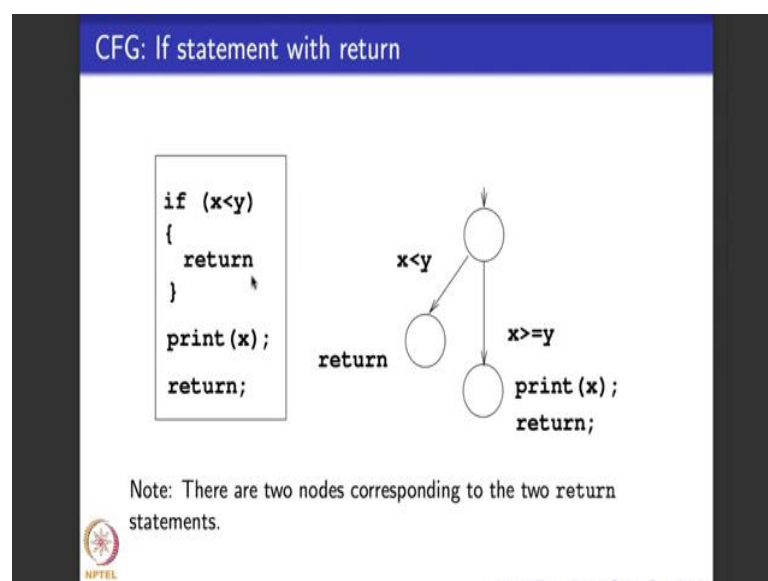 CFG: If statement with return
if (x<y)
{
return
}
print(x);
return;
x<y
return
x>=y
print(x);
return;
Note: There are two nodes corresponding to the two return
statements.
NPTEL